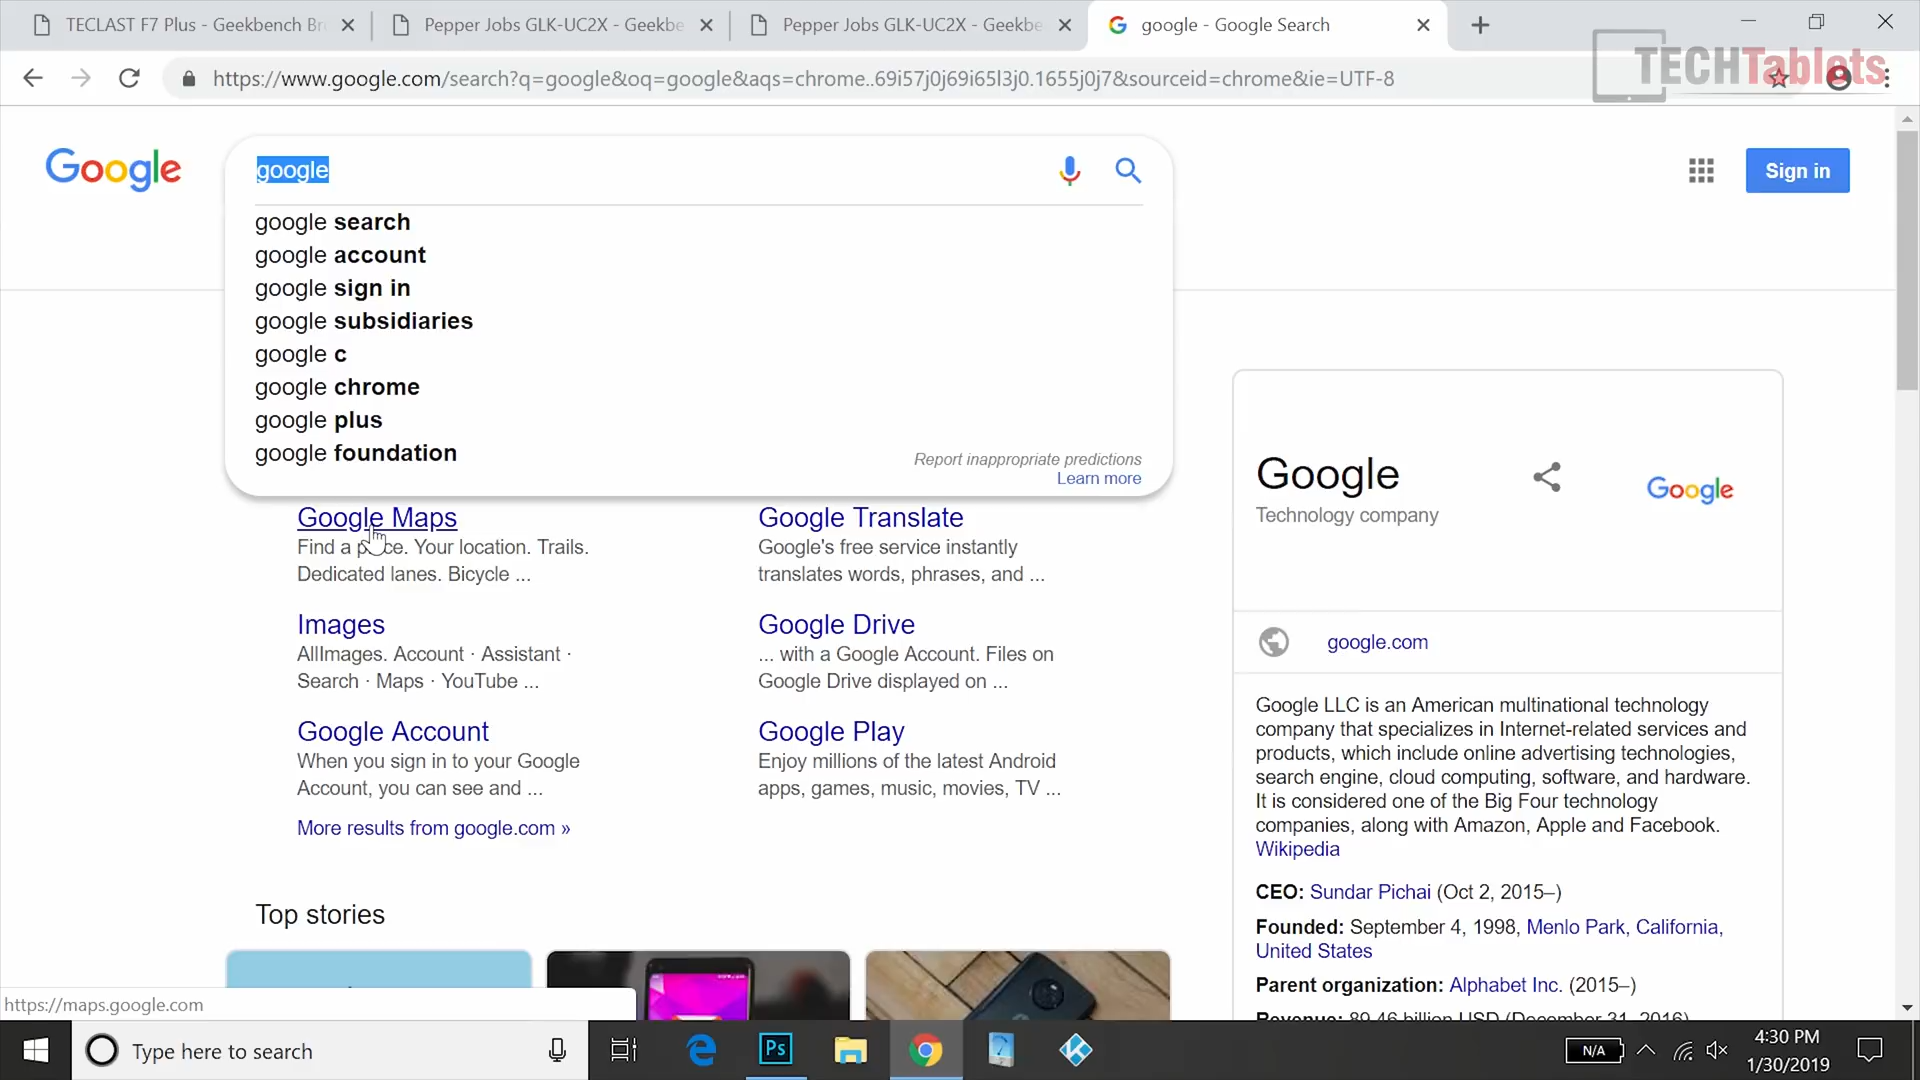 TECLAST F7 Plus - Geekbench Br
Pepper Jobs GLK-UC2X - Geekbe
Pepper Jobs GLK-UC2X - Geekbe
google - Google Search
https://www.google.com/search?q=google&oq=google&aqs=chrome..69i57j0j69i65l3j0.1655j0j7&sourceid=chrome&ie=UTF-8
TECHTablets
Google
google
Sign in
google search
google account
google sign in
google subsidiaries
google c
google chrome
google plus
google foundation
Report inappropriate predictions
Learn more
Google Maps
Find a place. Your location. Trails.
Dedicated lanes. Bicycle ...
Google Translate
Google's free service instantly
translates words, phrases, and ...
Images
AllImages. Account · Assistant ·
Search · Maps · YouTube ...
Google Drive
... with a Google Account. Files on
Google Drive displayed on ...
Google Account
When you sign in to your Google
Account, you can see and ...
Google Play
Enjoy millions of the latest Android
apps, games, music, movies, TV ...
More results from google.com »
Top stories
Google
Technology company
Google
google.com
Google LLC is an American multinational technology
company that specializes in Internet-related services and
products, which include online advertising technologies,
search engine, cloud computing, software, and hardware.
It is considered one of the Big Four technology
companies, along with Amazon, Apple and Facebook.
Wikipedia
CEO: Sundar Pichai (Oct 2, 2015–)
Founded: September 4, 1998, Menlo Park, California,
United States
Parent organization: Alphabet Inc. (2015–)
Revenue: 89.46 billion USD (December 31, 2016)
https://maps.google.com
Type here to search
Ps
N/A
4:30 PM
1/30/2019